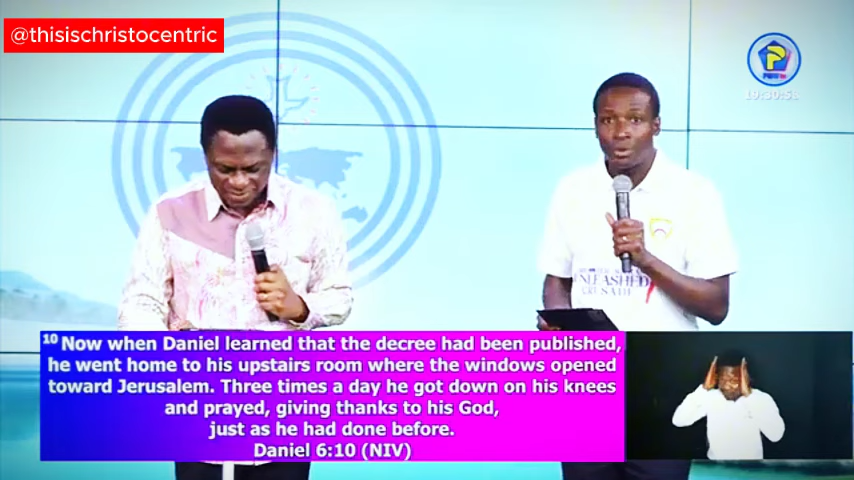 @thisischristocentric
P
19:30:53
UNLEASHED
CRUSADE
10 Now when Daniel learned that the decree had been published,
he went home to his upstairs room where the windows opened
toward Jerusalem. Three times a day he got down on his knees
and prayed, giving thanks to his God,
just as he had done before.
Daniel 6:10 (NIV)